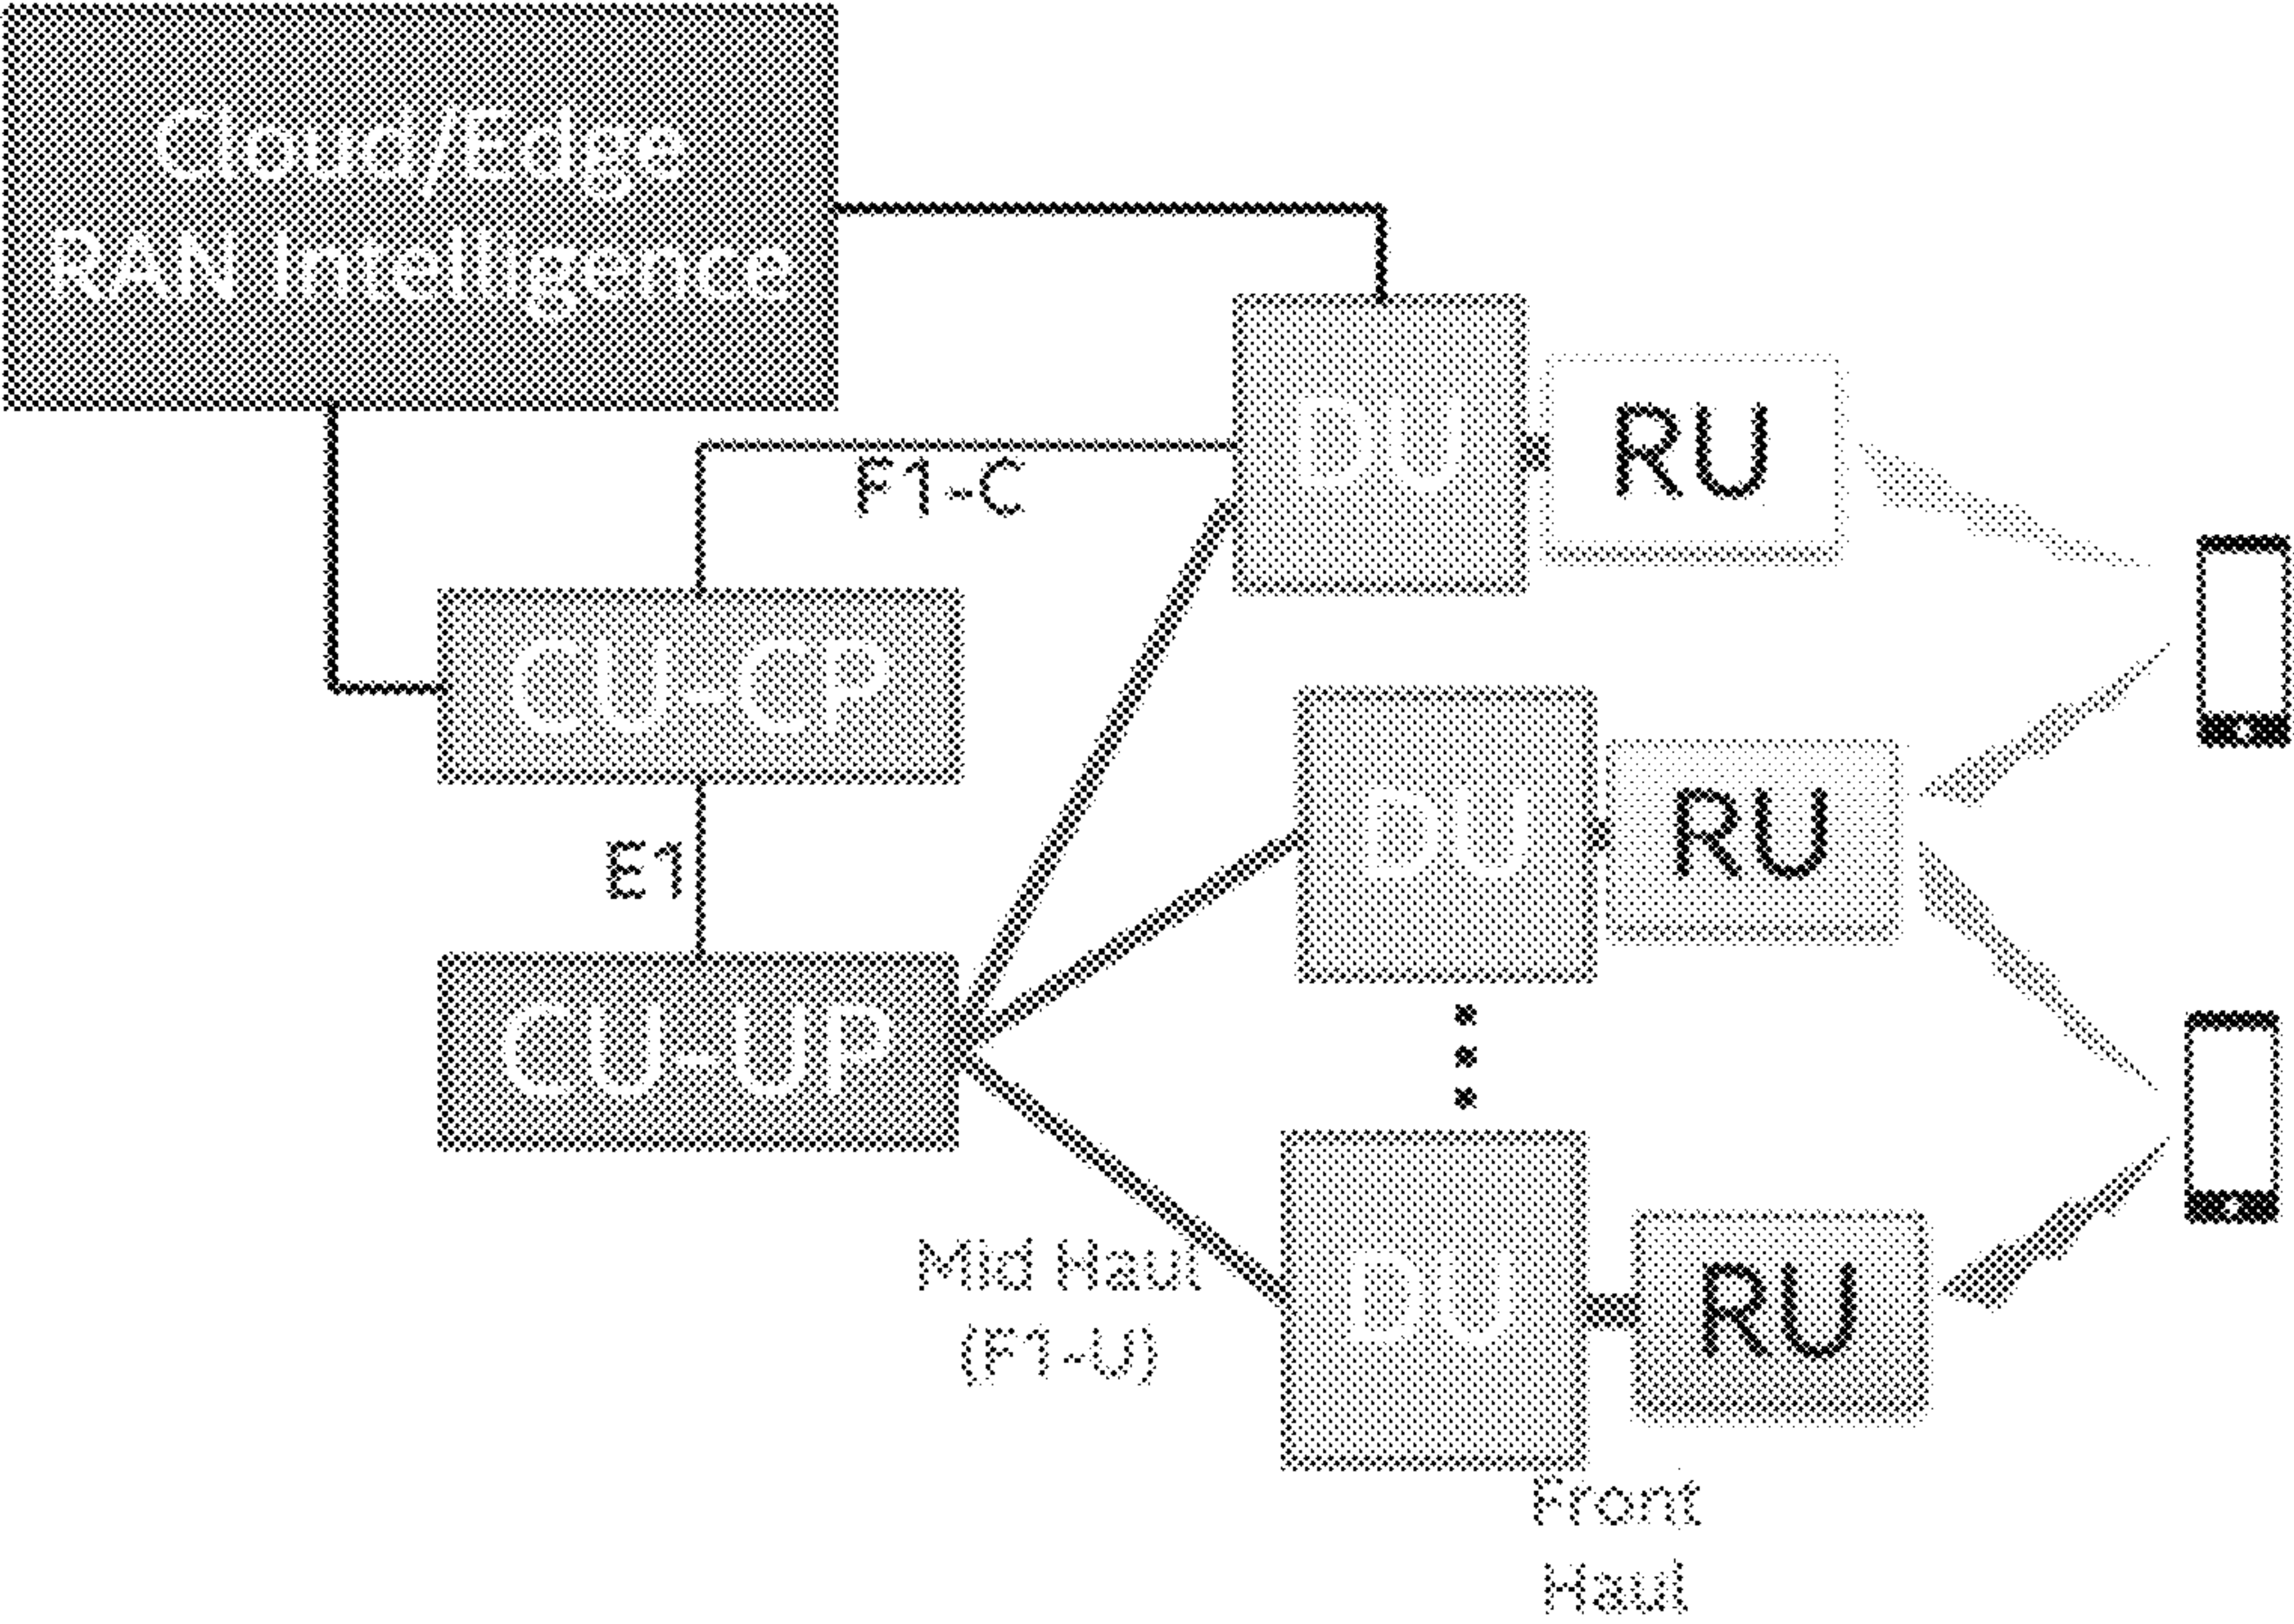 Cloud/Edge
RAN Intelligence
DU
RU
F1-C
CU-CP
DU
RU
E1
CU-UP
Mid Haul
(F1-U)
DU
RU
Front
Haul